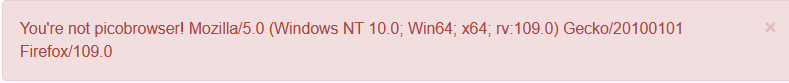 You're not picobrowser! Mozilla/5.0 (Windows NT 10.0; Win64; x64; rv:109.0) Gecko/20100101
Firefox/109.0